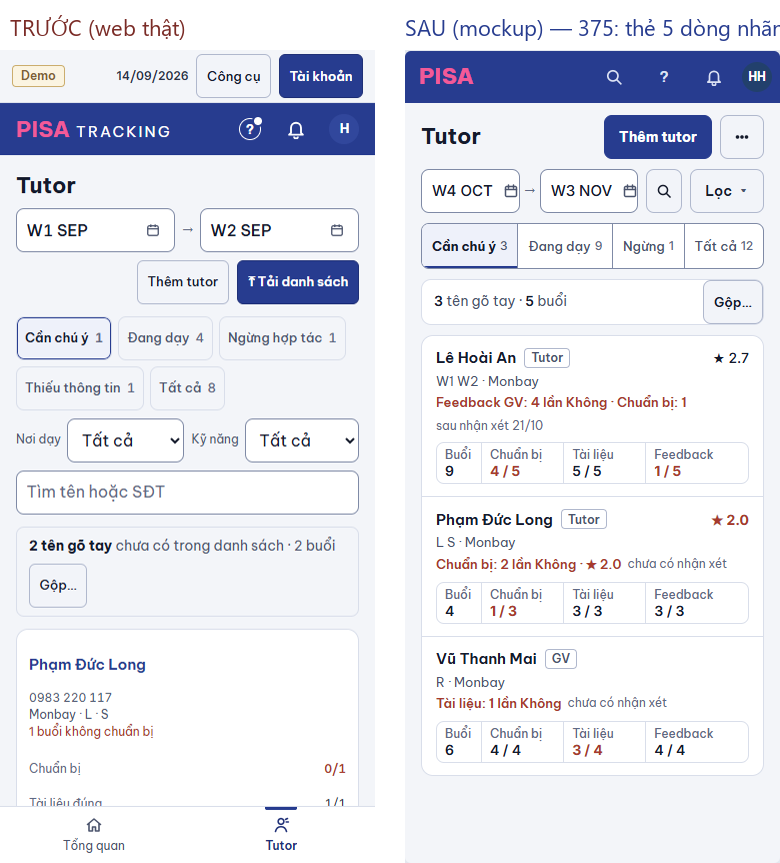 TRƯỚC (web thật)
Demo
14/09/2026
Công cụ
Tài khoản
PISA TRACKING
?
H
Tutor
W1 SEP → W2 SEP
Thêm tutor
Tải danh sách
Cần chú ý 1
Đang dạy 4
Ngừng hợp tác 1
Thiếu thông tin 1
Tất cả 8
Nơi dạy Tất cả
Kỹ năng Tất cả
Tìm tên hoặc SĐT
2 tên gõ tay chưa có trong danh sách · 2 buổi
Gộp...
Phạm Đức Long
0983 220 117
Monbay · L · S
1 buổi không chuẩn bị
Chuẩn bị 0/1
Tài liệu đúng 1/1
Tổng quan
Tutor
SAU (mockup) — 375: thẻ 5 dòng nhãn
PISA
?
HH
Tutor
Thêm tutor
•••
W4 OCT → W3 NOV
Lọc
Cần chú ý 3
Đang dạy 9
Ngừng 1
Tất cả 12
3 tên gõ tay · 5 buổi
Gộp...
Lê Hoài An Tutor ★ 2.7
W1 W2 · Monbay
Feedback GV: 4 lần Không · Chuẩn bị: 1
sau nhận xét 21/10
Buổi Chuẩn bị Tài liệu Feedback
9 4 / 5 5 / 5 1 / 5
Phạm Đức Long Tutor ★ 2.0
L S · Monbay
Chuẩn bị: 2 lần Không · ★ 2.0 chưa có nhận xét
Buổi Chuẩn bị Tài liệu Feedback
4 1 / 3 3 / 3 3 / 3
Vũ Thanh Mai GV
R · Monbay
Tài liệu: 1 lần Không chưa có nhận xét
Buổi Chuẩn bị Tài liệu Feedback
6 4 / 4 3 / 4 4 / 4